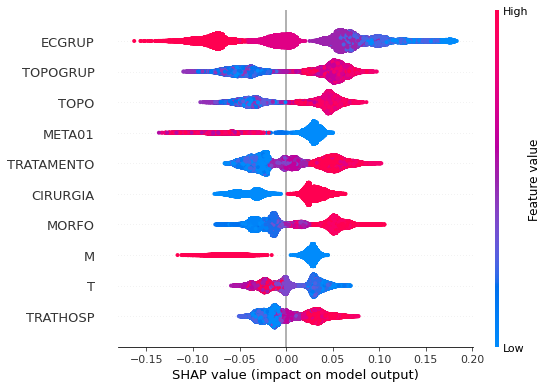 High
ECGRUP
TOPOGRUP
TOPO
META01
TRATAMENTO
CIRURGIA
MORFO
M
T
TRATHOSP
Feature value
Low
−0.15 −0.10 −0.05 0.00 0.05 0.10 0.15 0.20
SHAP value (impact on model output)